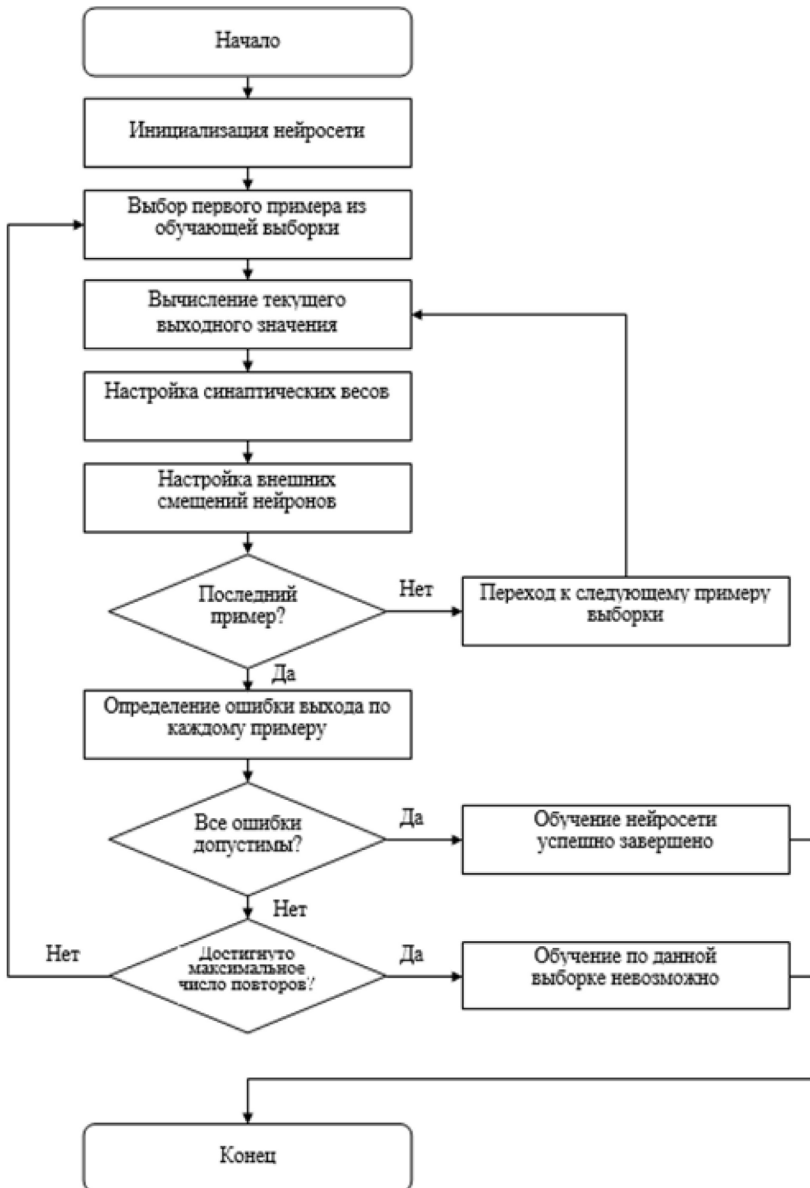 Начало
Инициализация нейросети
Выбор первого примера из
обучающей выборки
Вычисление текущего
выходного значения
Настройка синаптических весов
Настройка внешних
смещений нейронов
Последний
пример?
Нет
Переход к следующему примеру
выборки
Да
Определение ошибки выхода по
каждому примеру
Все ошибки
допустимы?
Да
Обучение нейросети
успешно завершено
Нет
Нет
Достигнуто
максимальное
число повторов?
Да
Обучение по данной
выборке невозможно
Конец